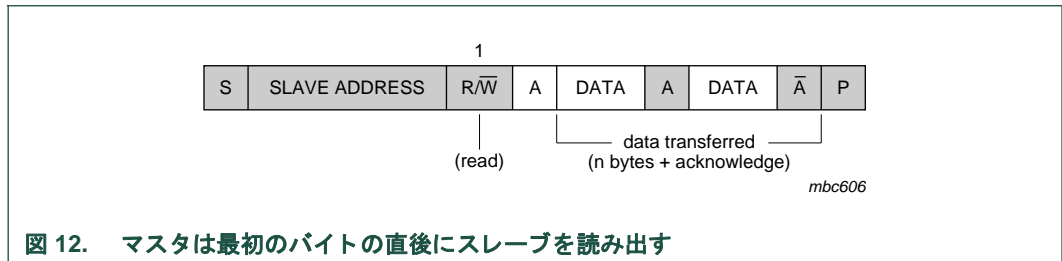 1
S SLAVE ADDRESS R/W̅ A DATA A DATA A̅ P
data transferred
(read) (n bytes + acknowledge)
mbc606
図 12. マスタは最初のバイトの直後にスレーブを読み出す